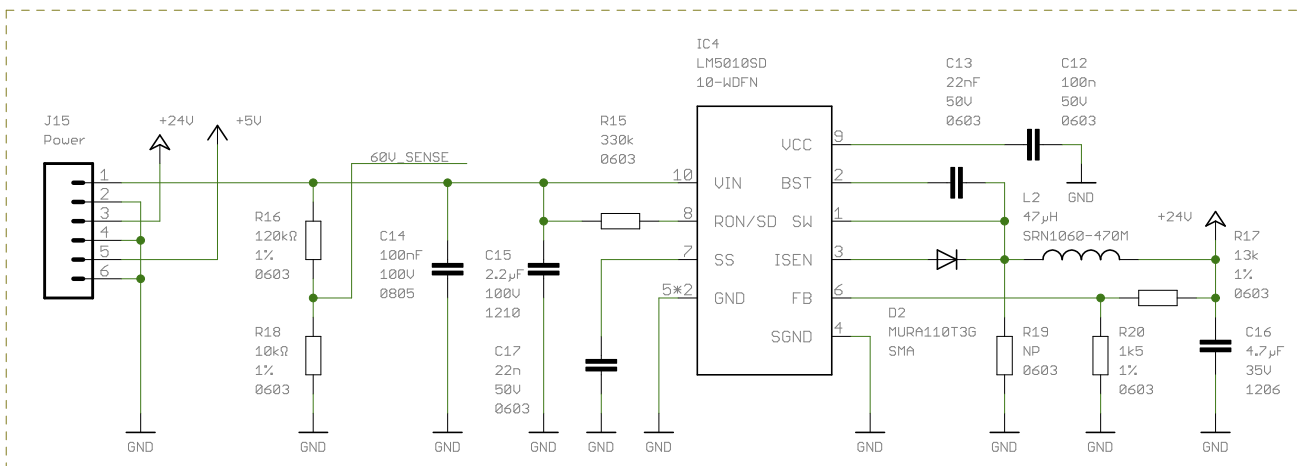 J15
Power
+24V
+5V
1
2
3
4
5
6
GND
60V_SENSE
R16
120kΩ
1%
0603
R18
10kΩ
1%
0603
GND
C14
100nF
100V
0805
GND
C15
2.2µF
100V
1210
GND
C17
22n
50V
0603
GND
GND
R15
330k
0603
IC4
LM5010SD
10-WDFN
10
VIN
8
RON/SD
7
SS
5*2
GND
VCC
9
BST
2
SW
1
ISEN
3
FB
6
SGND
4
GND
C13
22nF
50V
0603
C12
100n
50V
0603
GND
L2
47µH
SRN1060-470M
D2
MURA110T3G
SMA
R19
NP
0603
GND
R20
1k5
1%
0603
GND
+24V
R17
13k
1%
0603
C16
4.7µF
35V
1206
GND